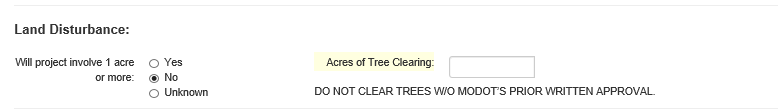 Land Disturbance:
Will project involve 1 acre or more:
Yes
No
Unknown
Acres of Tree Clearing:
DO NOT CLEAR TREES W/O MODOT'S PRIOR WRITTEN APPROVAL.